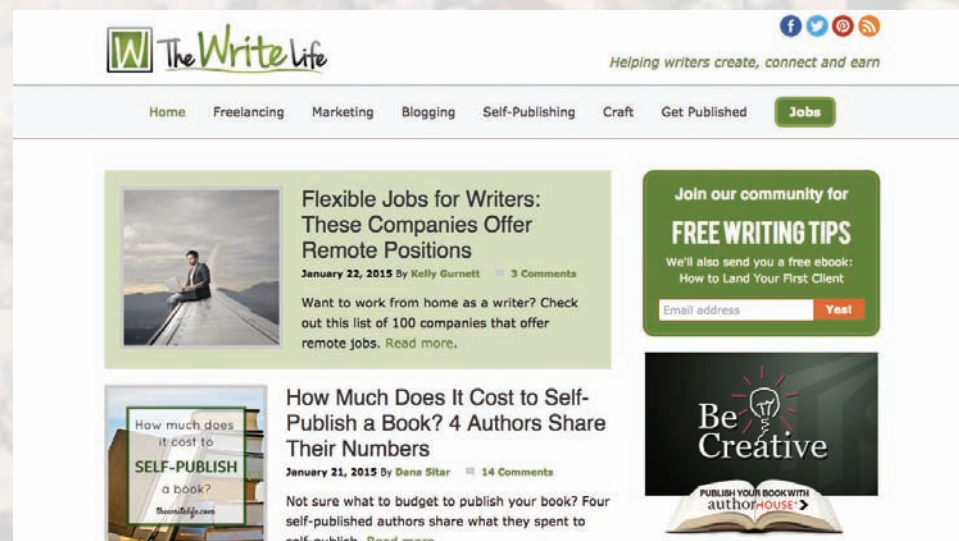 W The Write Life
Helping writers create, connect and earn
Home Freelancing Marketing Blogging Self-Publishing Craft Get Published Jobs
Flexible Jobs for Writers:
These Companies Offer
Remote Positions
January 22, 2015 By Kelly Gurnett 3 Comments
Want to work from home as a writer? Check
out this list of 100 companies that offer
remote jobs. Read more.
How much does
it cost to
SELF-PUBLISH
a book?
thewritelife.com
How Much Does It Cost to Self-
Publish a Book? 4 Authors Share
Their Numbers
January 21, 2015 By Dana Sitar 14 Comments
Not sure what to budget to publish your book? Four
self-published authors share what they spent to
self-publish. Read more.
Join our community for
FREE WRITING TIPS
We'll also send you a free ebook:
How to Land Your First Client
Email address Yes!
Be
Creative
PUBLISH YOUR BOOK WITH
authorHOUSE